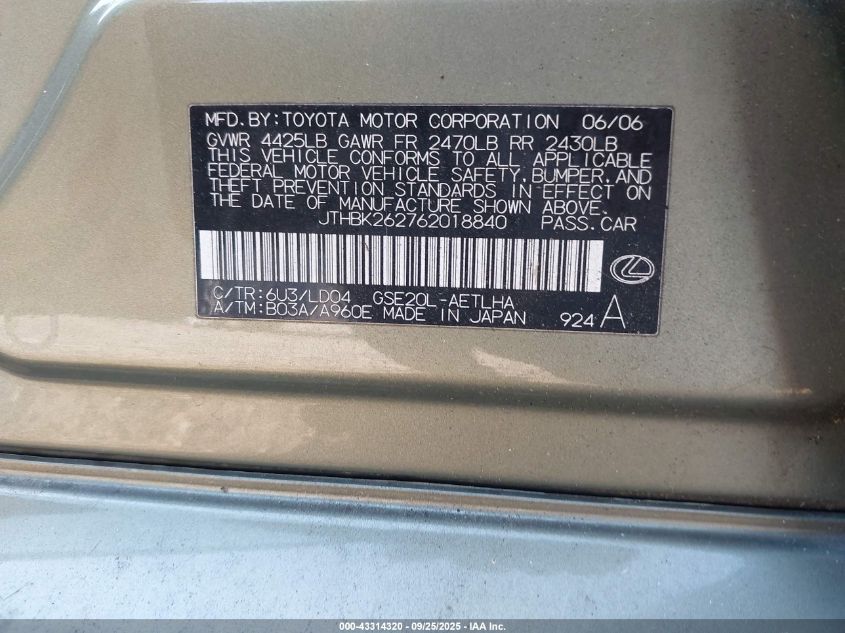 MFD.BY:TOYOTA MOTOR CORPORATION 06/06
GVWR 4425LB GAWR FR 2470LB RR 2430LB
THIS VEHICLE CONFORMS TO ALL APPLICABLE
FEDERAL MOTOR VEHICLE SAFETY, BUMPER, AND
THEFT PREVENTION STANDARDS IN EFFECT ON
THE DATE OF MANUFACTURE SHOWN ABOVE.
JTHBK262762018840 PASS.CAR
C/TR:6U3/LD04 GSE20L-AETLHA
A/TM:B03A/A960E MADE IN JAPAN 924 A
000-43314320 - 09/25/2025 - IAA Inc.